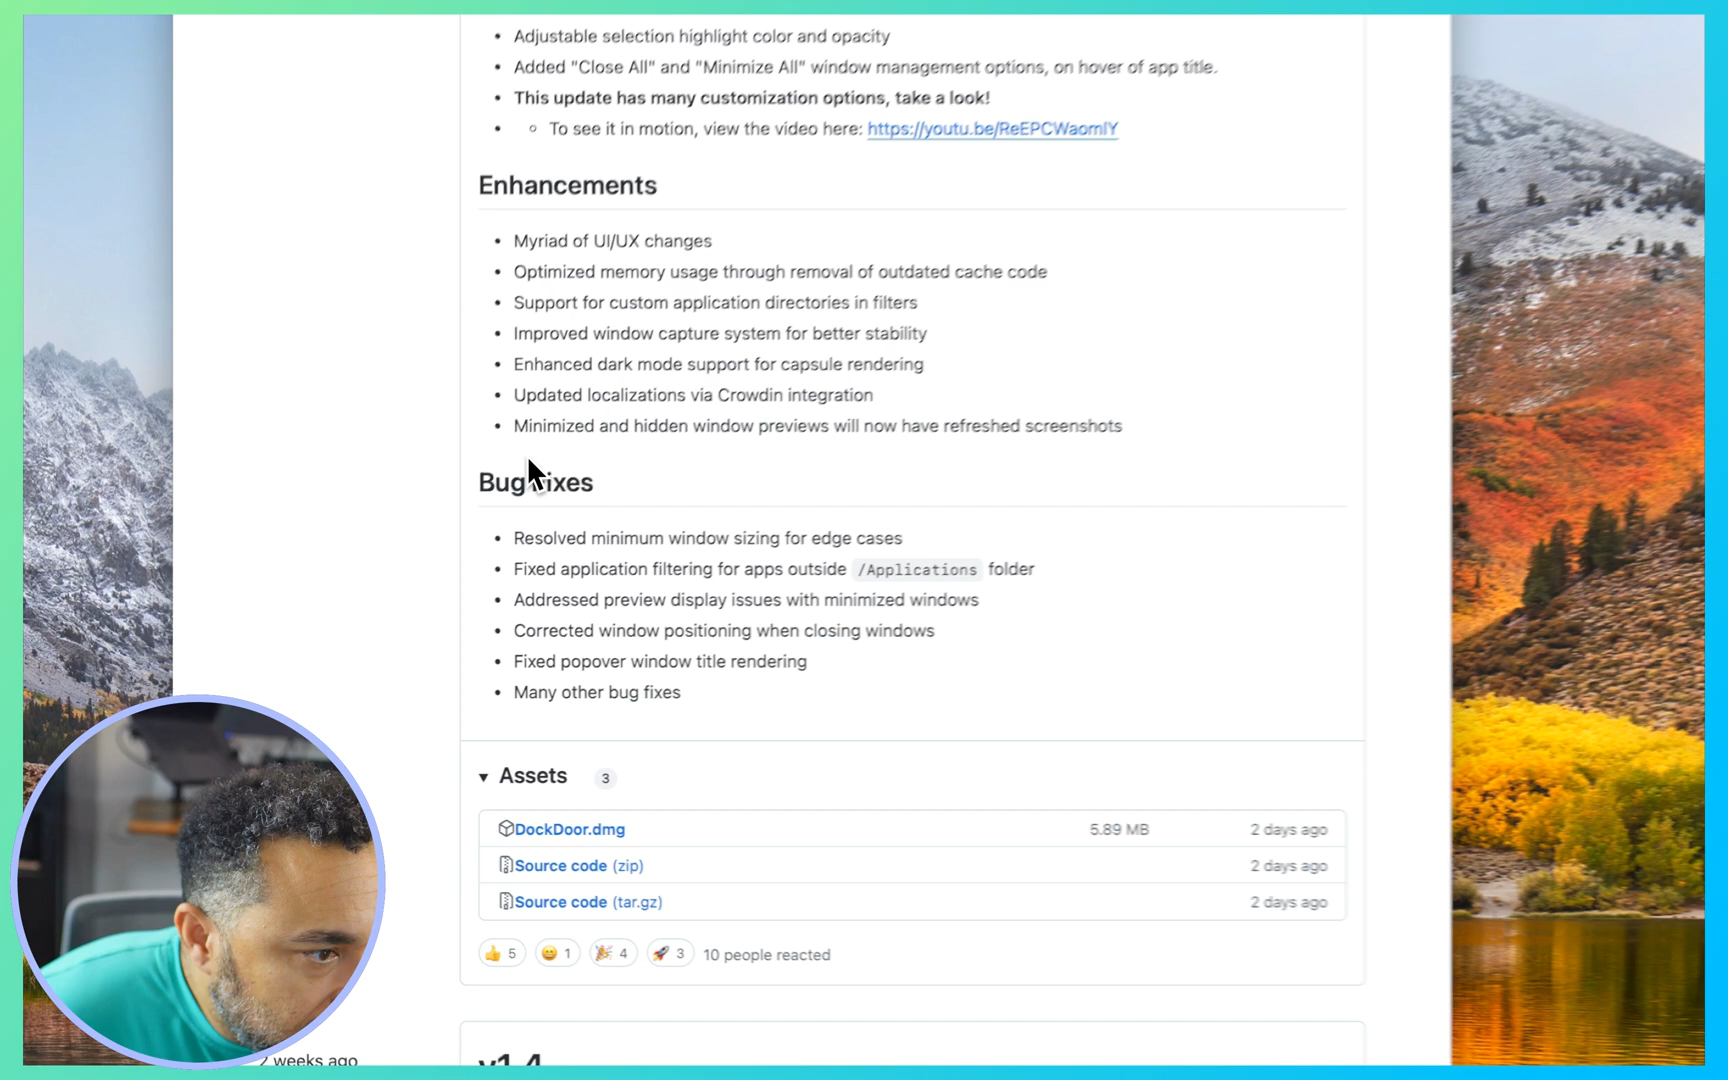 Adjustable selection highlight color and opacity
Added "Close All" and "Minimize All" window management options, on hover of app title.
This update has many customization options, take a look!
To see it in motion, view the video here: https://youtu.be/ReEPCWaomIY
Enhancements
Myriad of UI/UX changes
Optimized memory usage through removal of outdated cache code
Support for custom application directories in filters
Improved window capture system for better stability
Enhanced dark mode support for capsule rendering
Updated localizations via Crowdin integration
Minimized and hidden window previews will now have refreshed screenshots
Bug Fixes
Resolved minimum window sizing for edge cases
Fixed application filtering for apps outside /Applications folder
Addressed preview display issues with minimized windows
Corrected window positioning when closing windows
Fixed popover window title rendering
Many other bug fixes
Assets 3
DockDoor.dmg 5.89 MB 2 days ago
Source code (zip) 2 days ago
Source code (tar.gz) 2 days ago
👍 5 😄 1 🎉 4 🚀 3 10 people reacted
2 weeks ago
v1.4